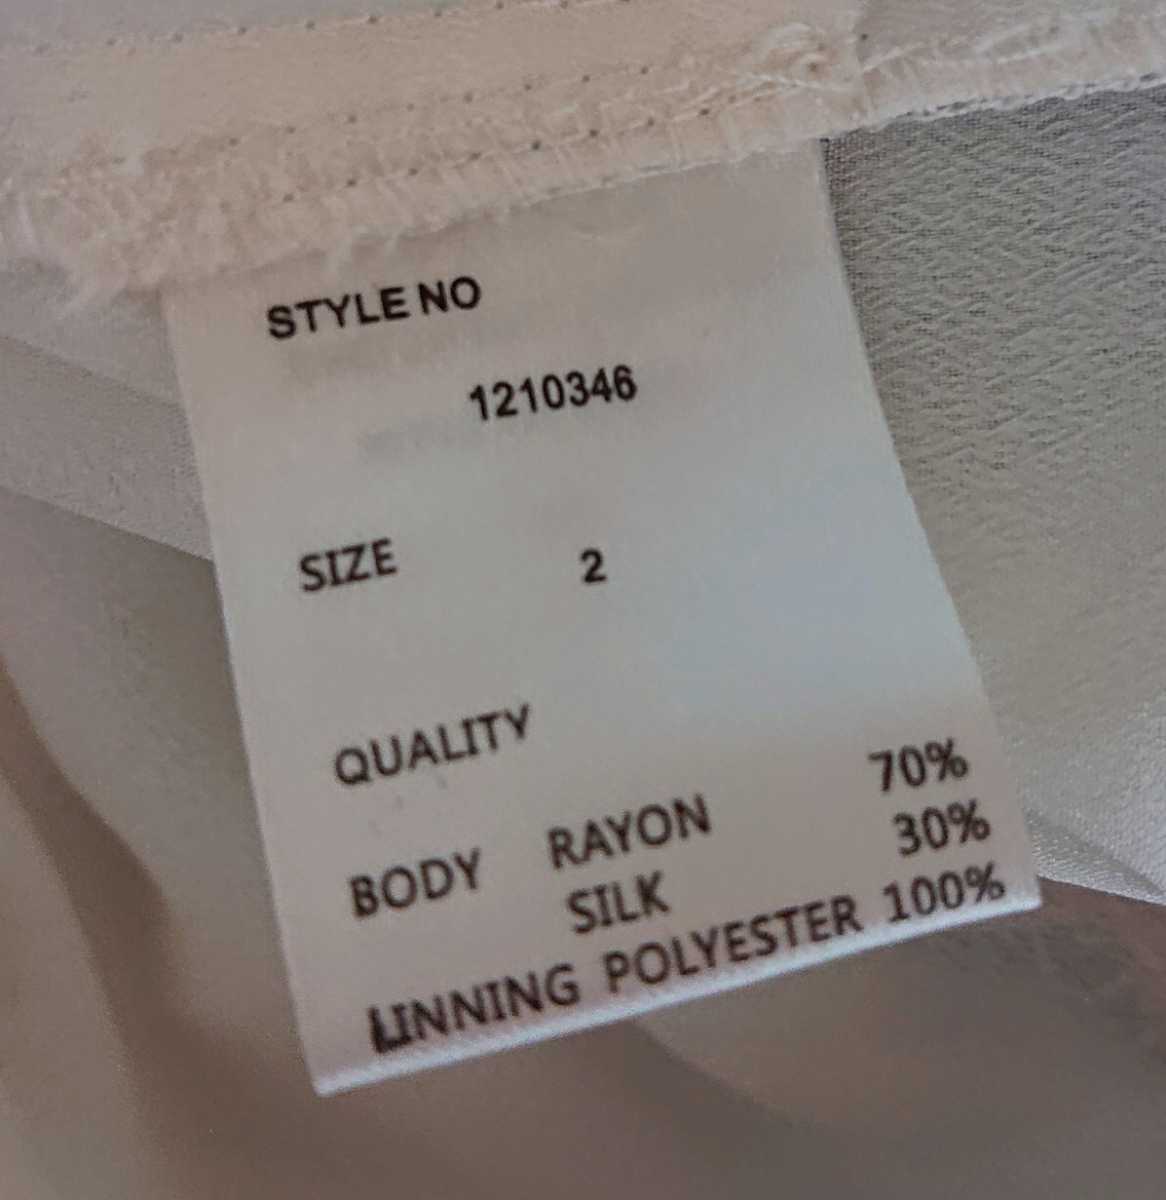 STYLE NO
1210346
SIZE 2
QUALITY
BODY RAYON 70%
SILK 30%
LINNING POLYESTER 100%